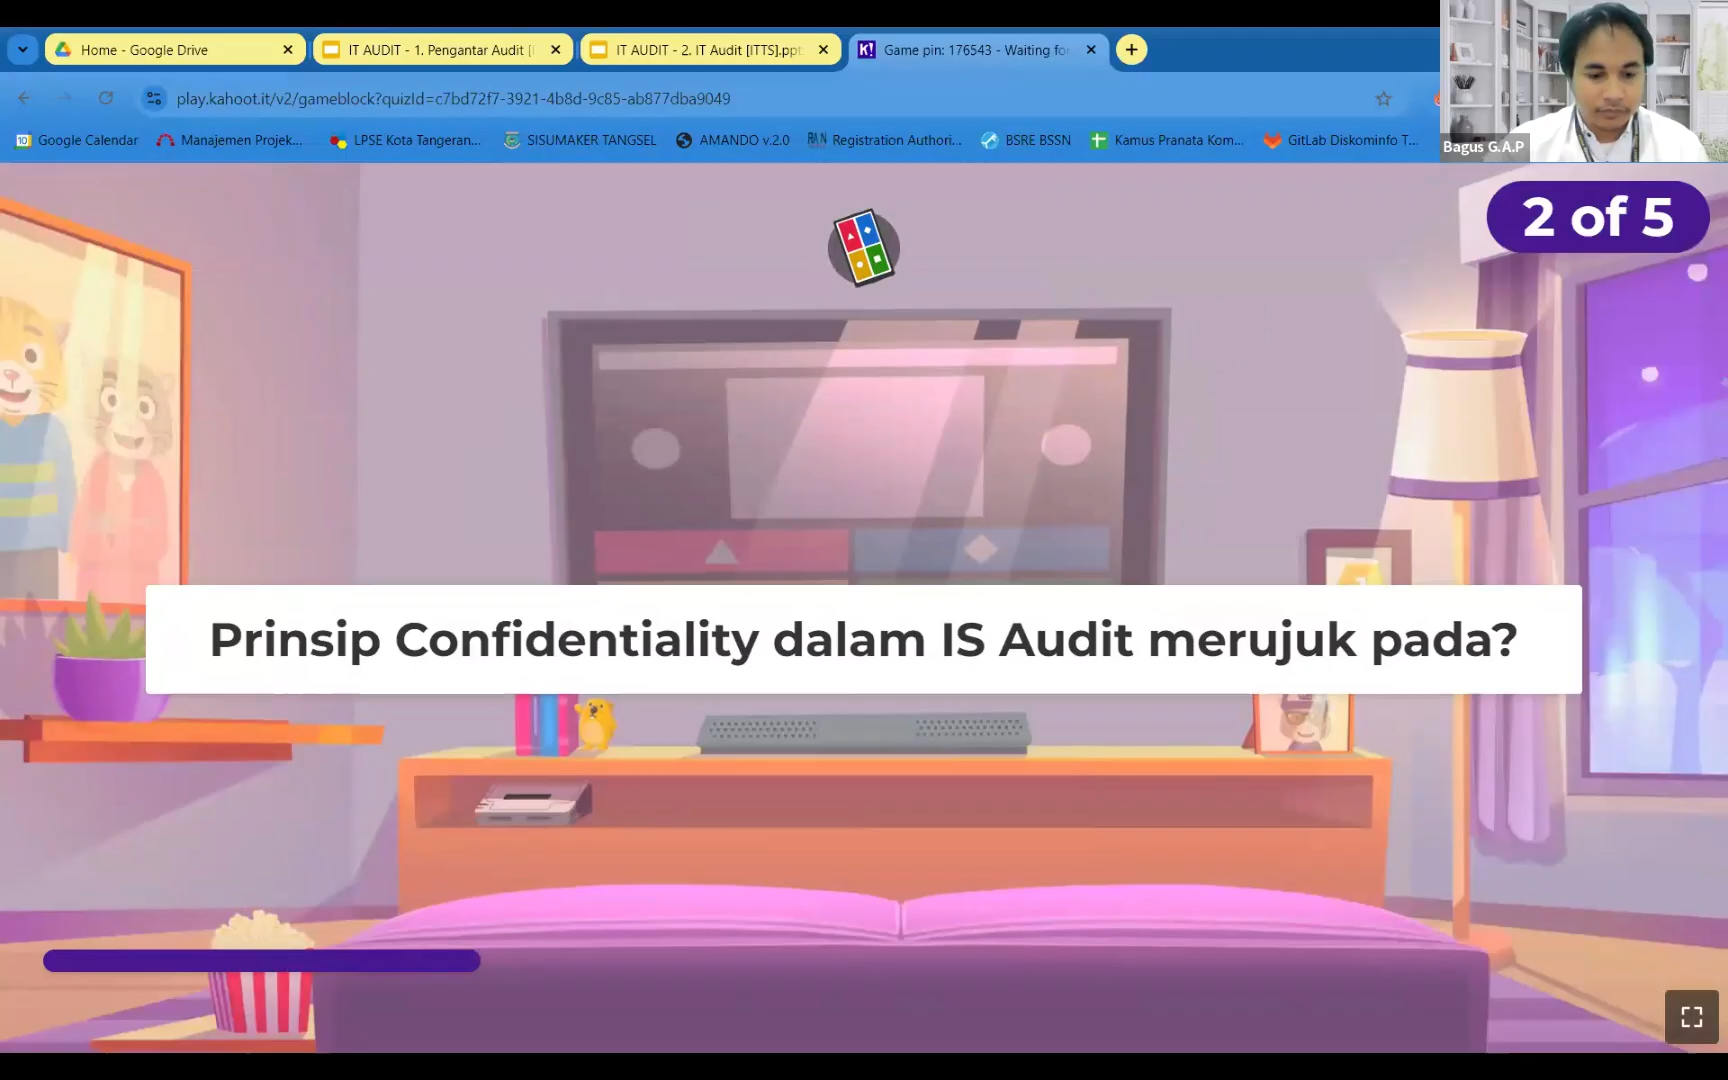 Home - Google Drive
IT AUDIT - 1. Pengantar Audit [
IT AUDIT - 2. IT Audit [ITTS].ppt
K! Game pin: 176543 - Waiting fo
play.kahoot.it/v2/gameblock?quizId=c7bd72f7-3921-4b8d-9c85-ab877dba9049
10 Google Calendar
Manajemen Projek...
LPSE Kota Tangeran...
SISUMAKER TANGSEL
AMANDO v.2.0
Registration Authori...
BSRE BSSN
Kamus Pranata Kom...
GitLab Diskominfo T...
Bagus G.A.P
2 of 5
Prinsip Confidentiality dalam IS Audit merujuk pada?